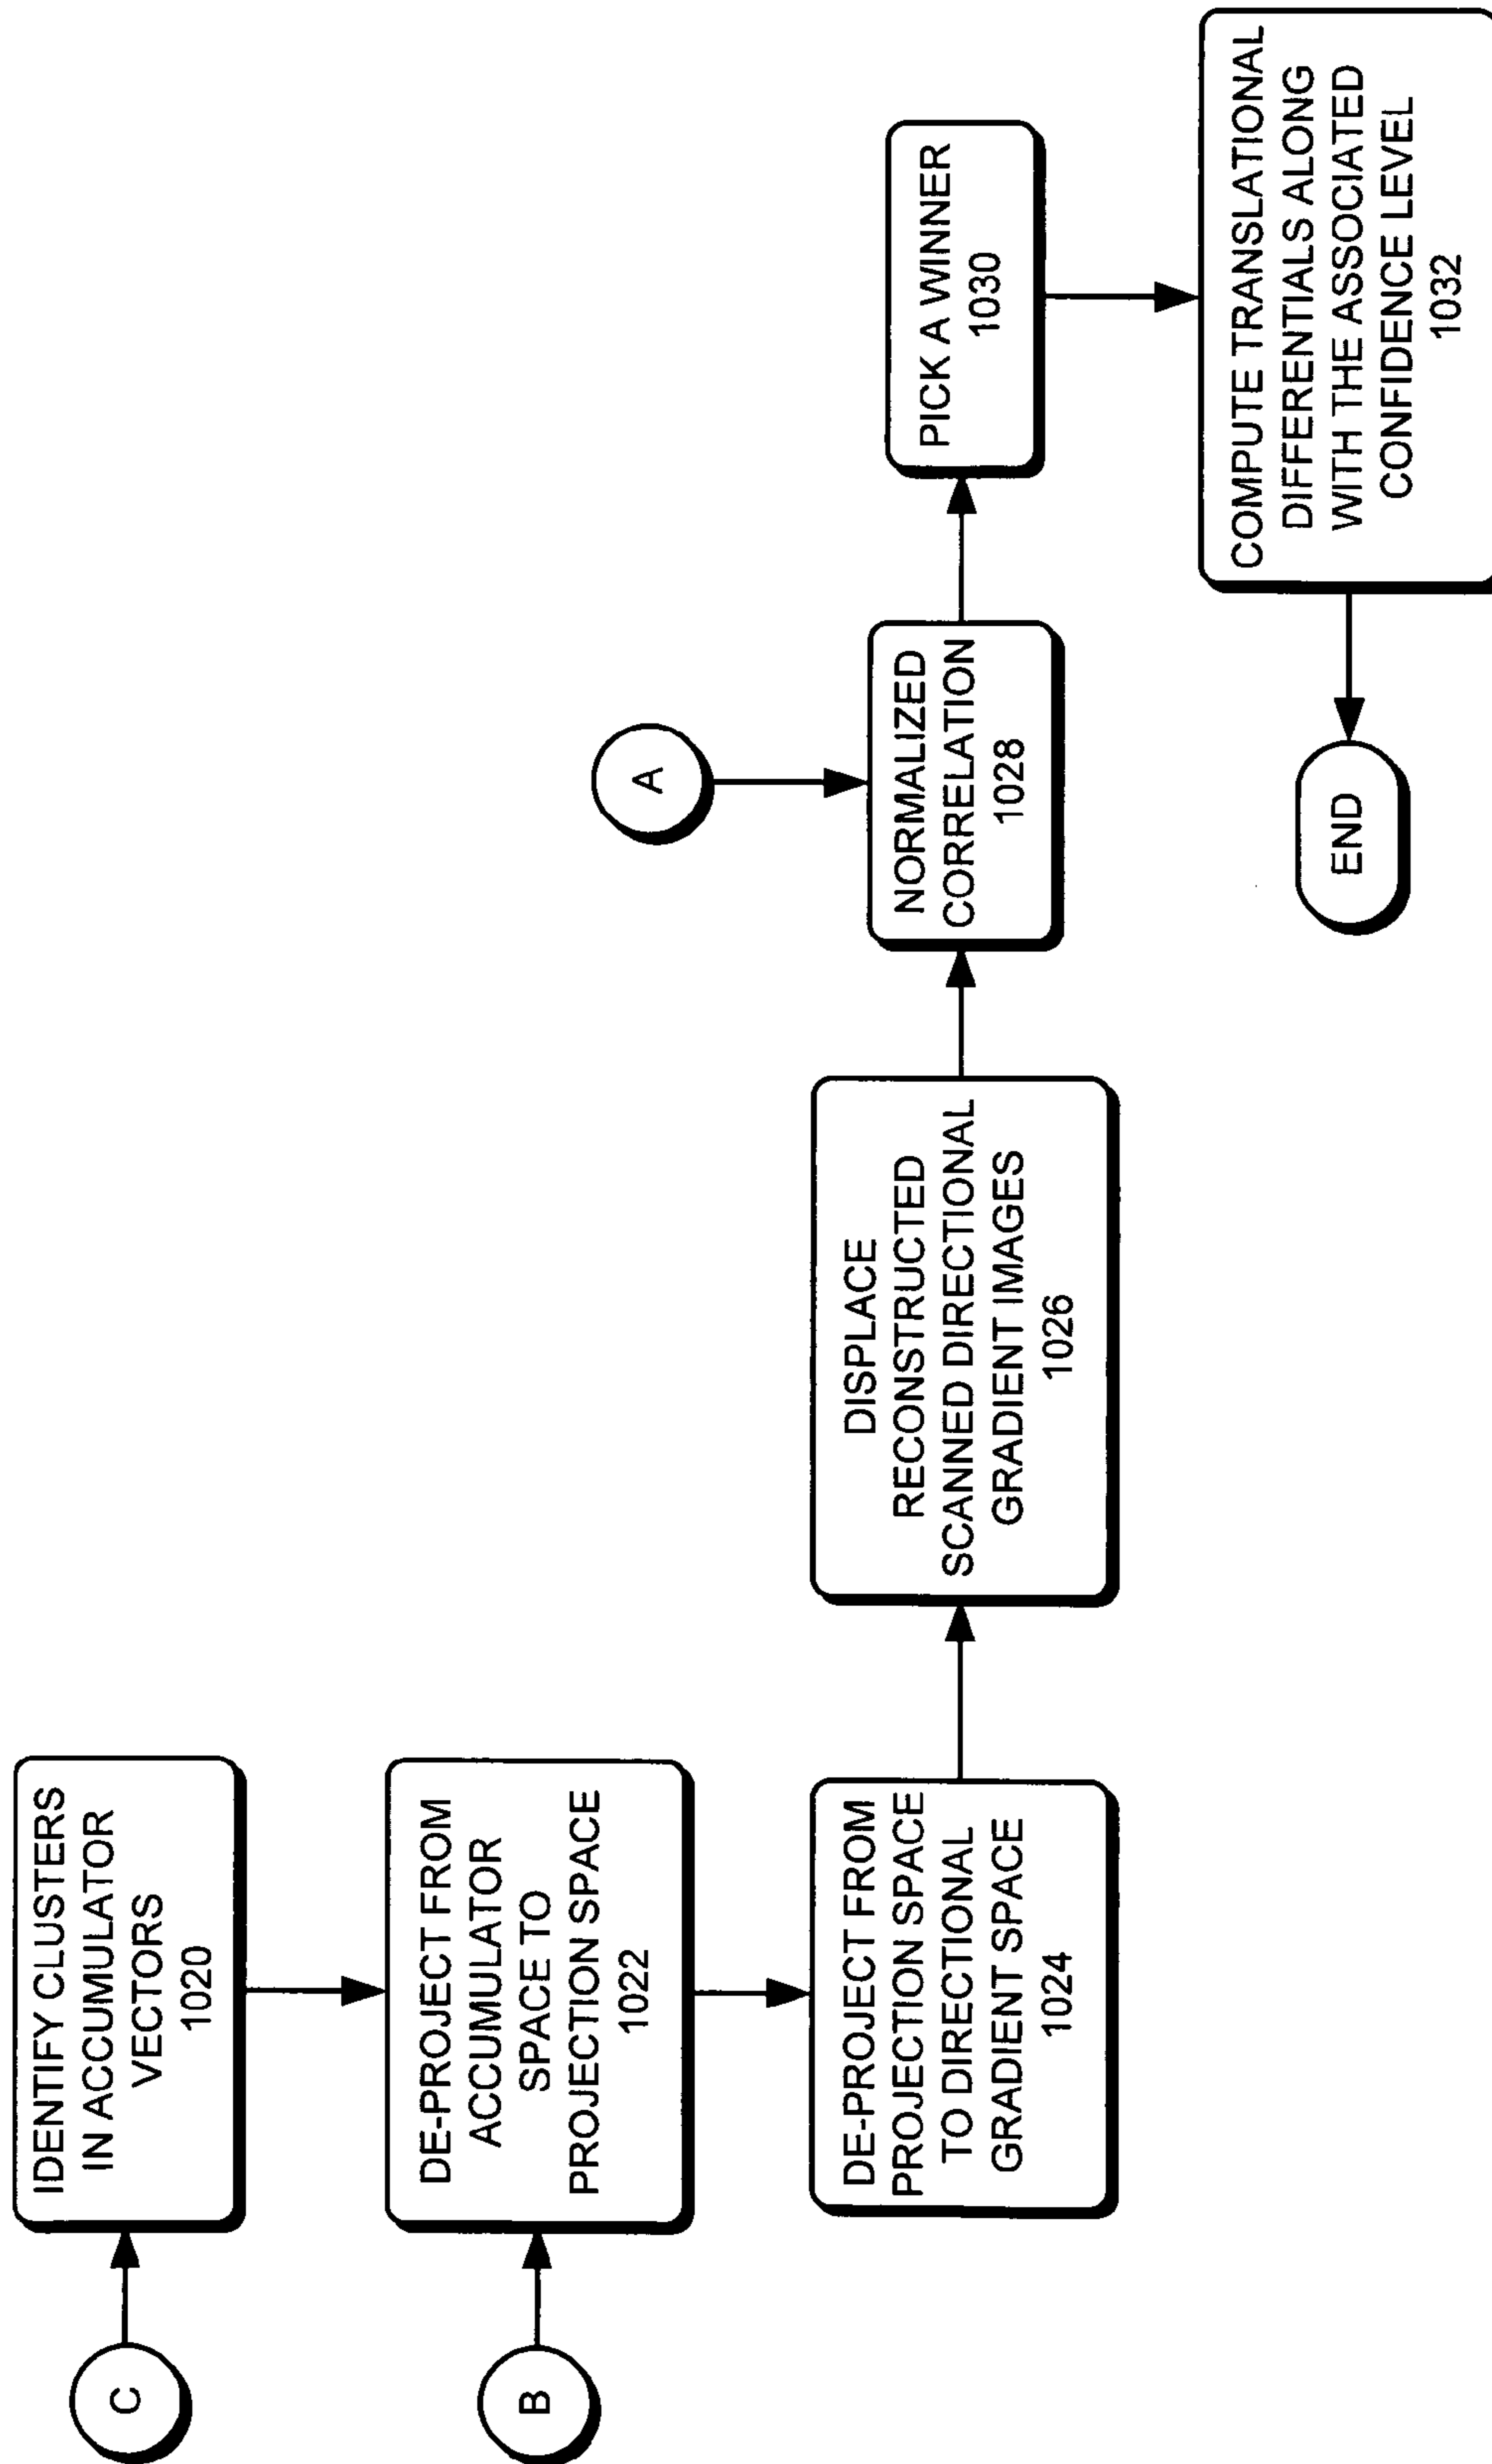 C
IDENTIFY CLUSTERS
IN ACCUMULATOR
VECTORS
1020
B
DE-PROJECT FROM
ACCUMULATOR
SPACE TO
PROJECTION SPACE
1022
DE-PROJECT FROM
PROJECTION SPACE
TO DIRECTIONAL
GRADIENT SPACE
1024
DISPLACE
RECONSTRUCTED
SCANNED DIRECTIONAL
GRADIENT IMAGES
1026
A
NORMALIZED
CORRELATION
1028
PICK A WINNER
1030
COMPUTE TRANSLATIONAL
DIFFERENTIALS ALONG
WITH THE ASSOCIATED
CONFIDENCE LEVEL
1032
END